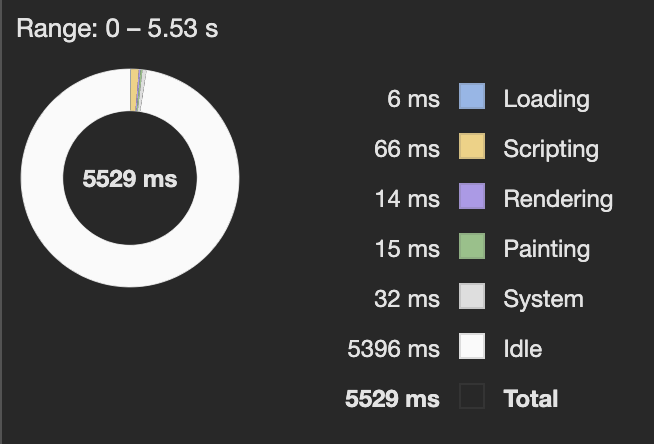 Range: 0 – 5.53 s
5529 ms
6 ms Loading
66 ms Scripting
14 ms Rendering
15 ms Painting
32 ms System
5396 ms Idle
5529 ms Total